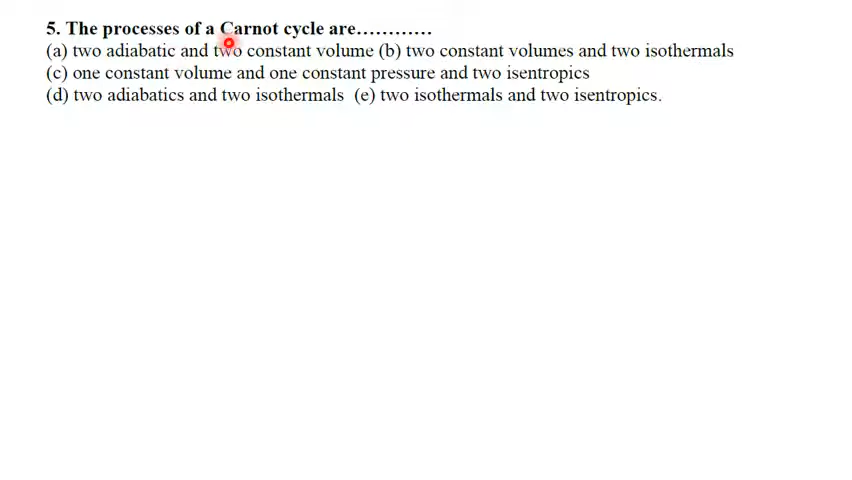 5. The processes of a Carnot cycle are…………
(a) two adiabatic and two constant volume (b) two constant volumes and two isothermals
(c) one constant volume and one constant pressure and two isentropics
(d) two adiabatics and two isothermals (e) two isothermals and two isentropics.